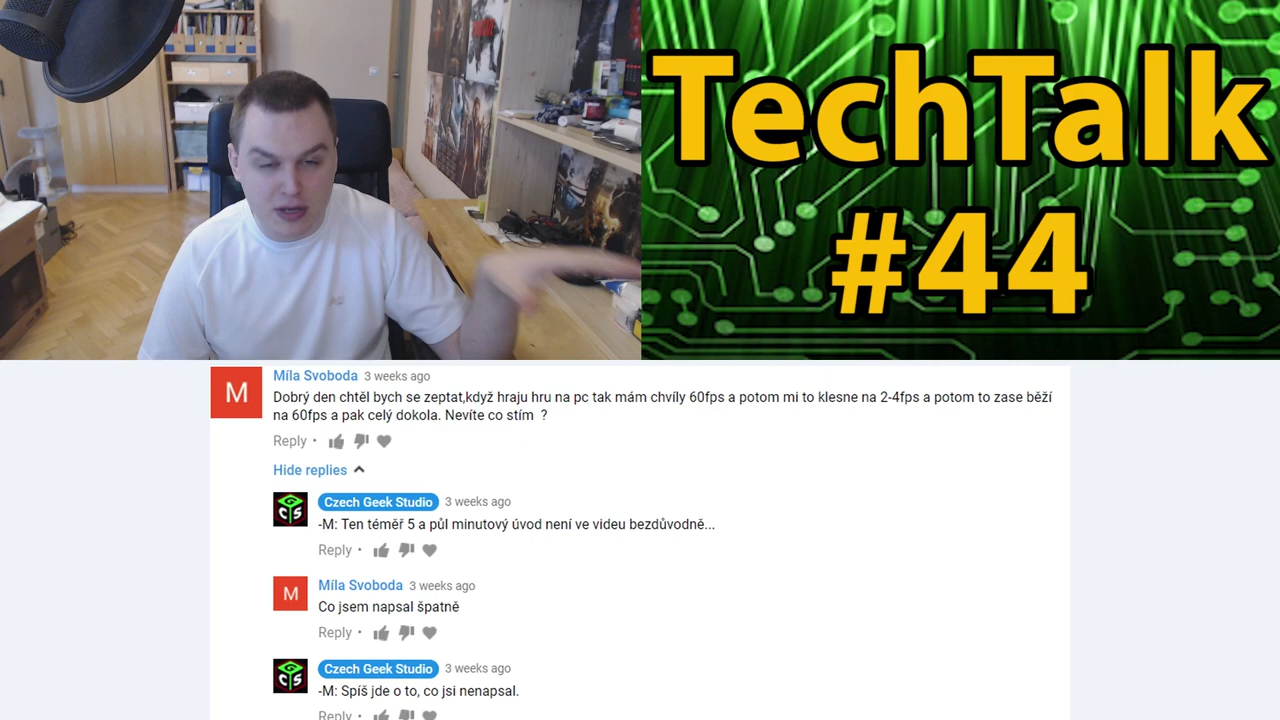 TechTalk
#44
M
Míla Svoboda 3 weeks ago
Dobrý den chtěl bych se zeptat,když hraju hru na pc tak mám chvíly 60fps a potom mi to klesne na 2-4fps a potom to zase běží
na 60fps a pak celý dokola. Nevíte co stím  ?
Reply •
Hide replies
Czech Geek Studio 3 weeks ago
-M: Ten téměř 5 a půl minutový úvod není ve videu bezdůvodně...
Reply •
M
Míla Svoboda 3 weeks ago
Co jsem napsal špatně
Reply •
Czech Geek Studio 3 weeks ago
-M: Spíš jde o to, co jsi nenapsal.
Reply •